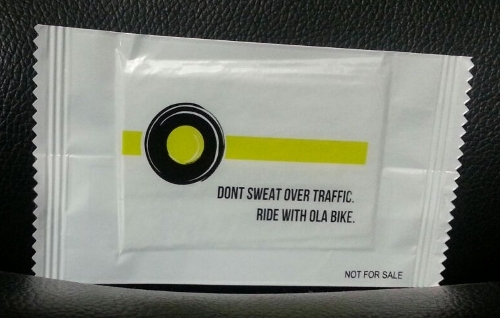 DONT SWEAT OVER TRAFFIC.
RIDE WITH OLA BIKE.
NOT FOR SALE